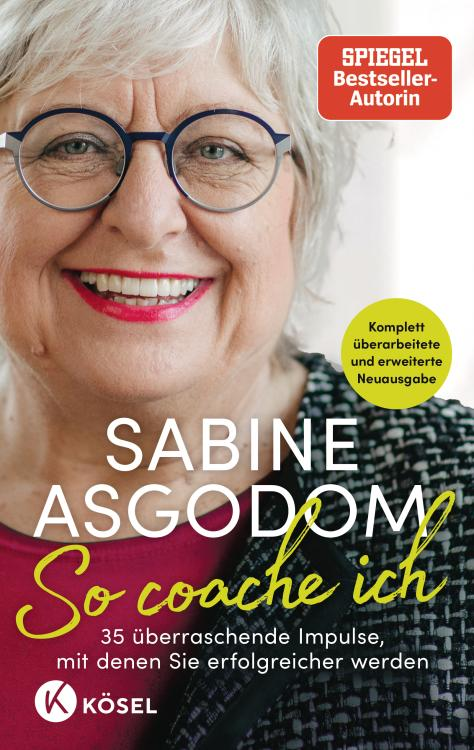 SPIEGEL
Bestseller-
Autorin
Komplett
überarbeitete
und erweiterte
Neuausgabe
SABINE
ASGODOM
So coache ich
35 überraschende Impulse,
mit denen Sie erfolgreicher werden
KÖSEL